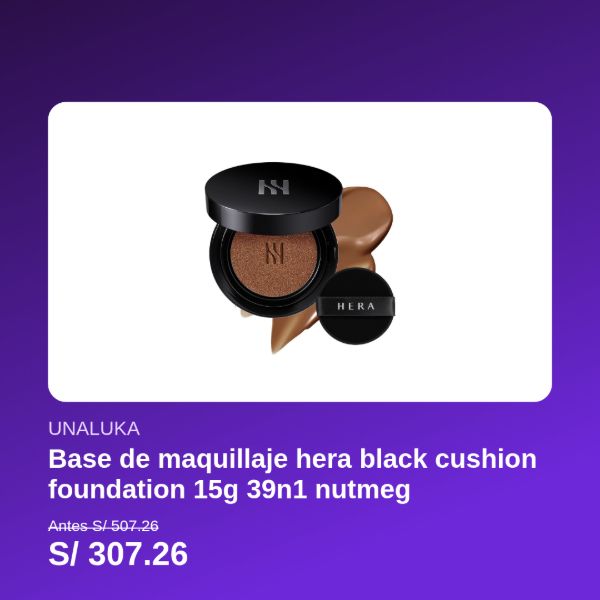 HERA
UNALUKA
Base de maquillaje hera black cushion
foundation 15g 39n1 nutmeg
Antes S/ 507.26
S/ 307.26